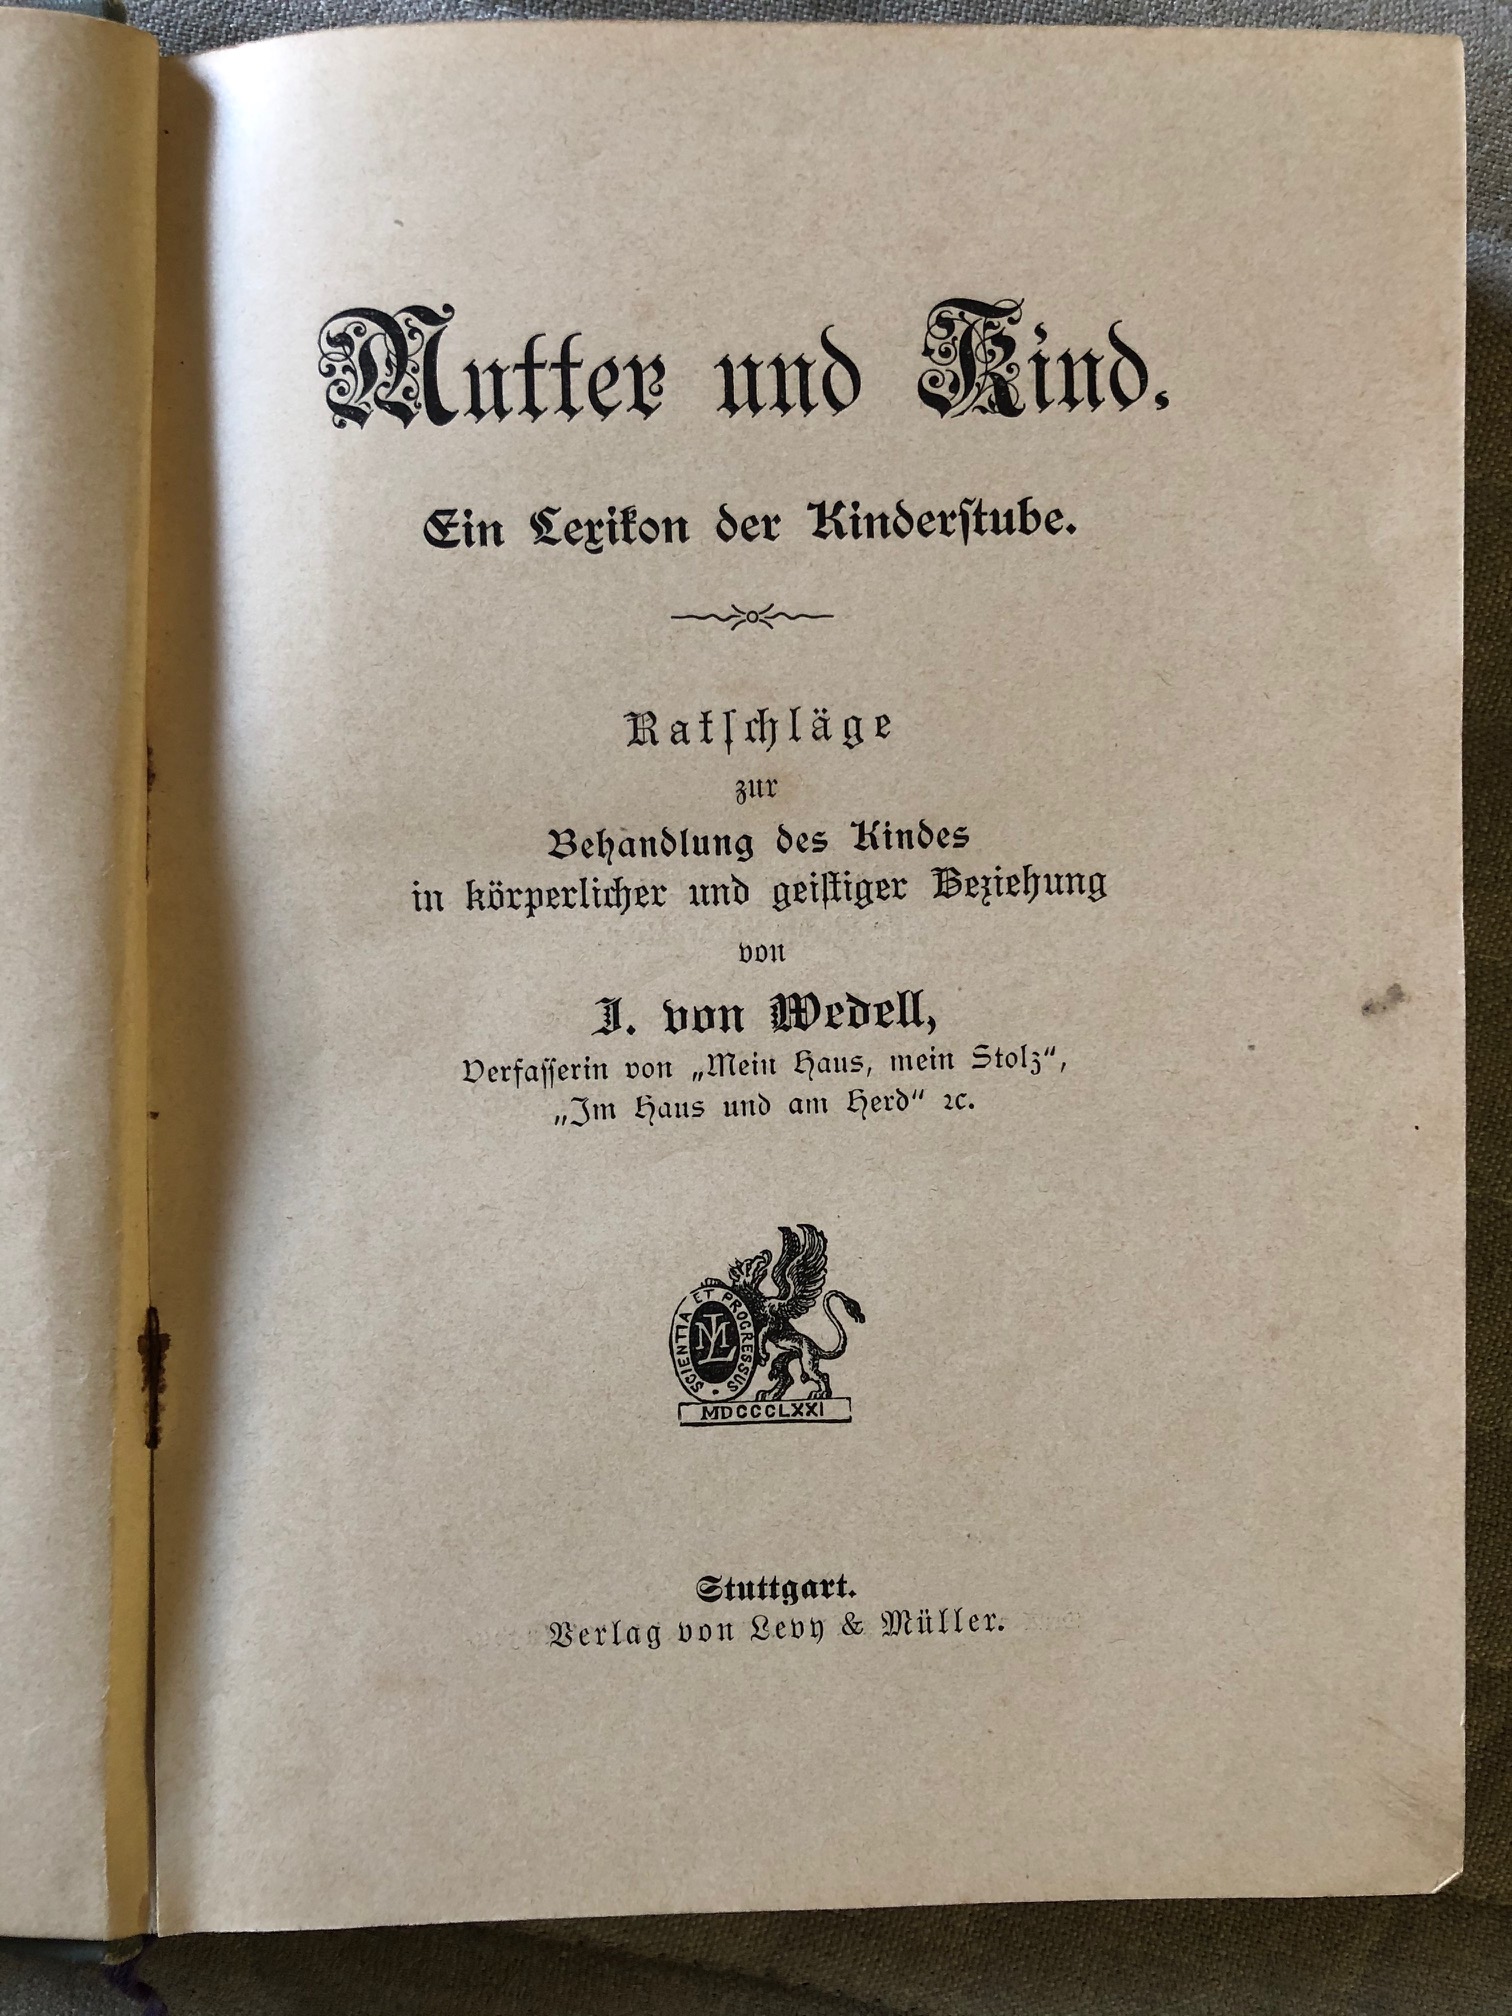 Mutter und Kind.
Ein Lexikon der Kinderſtube.
Ratſchläge
zur
Behandlung des Kindes
in körperlicher und geiſtiger Beziehung
von
J. von Wedell,
Verfaſſerin von „Mein Haus, mein Stolz“,
„Im Haus und am Herd“ ꝛc.
SCIENTIA ET PROGRESSUS
LM
MDCCCLXXI
Stuttgart.
Verlag von Levy & Müller.